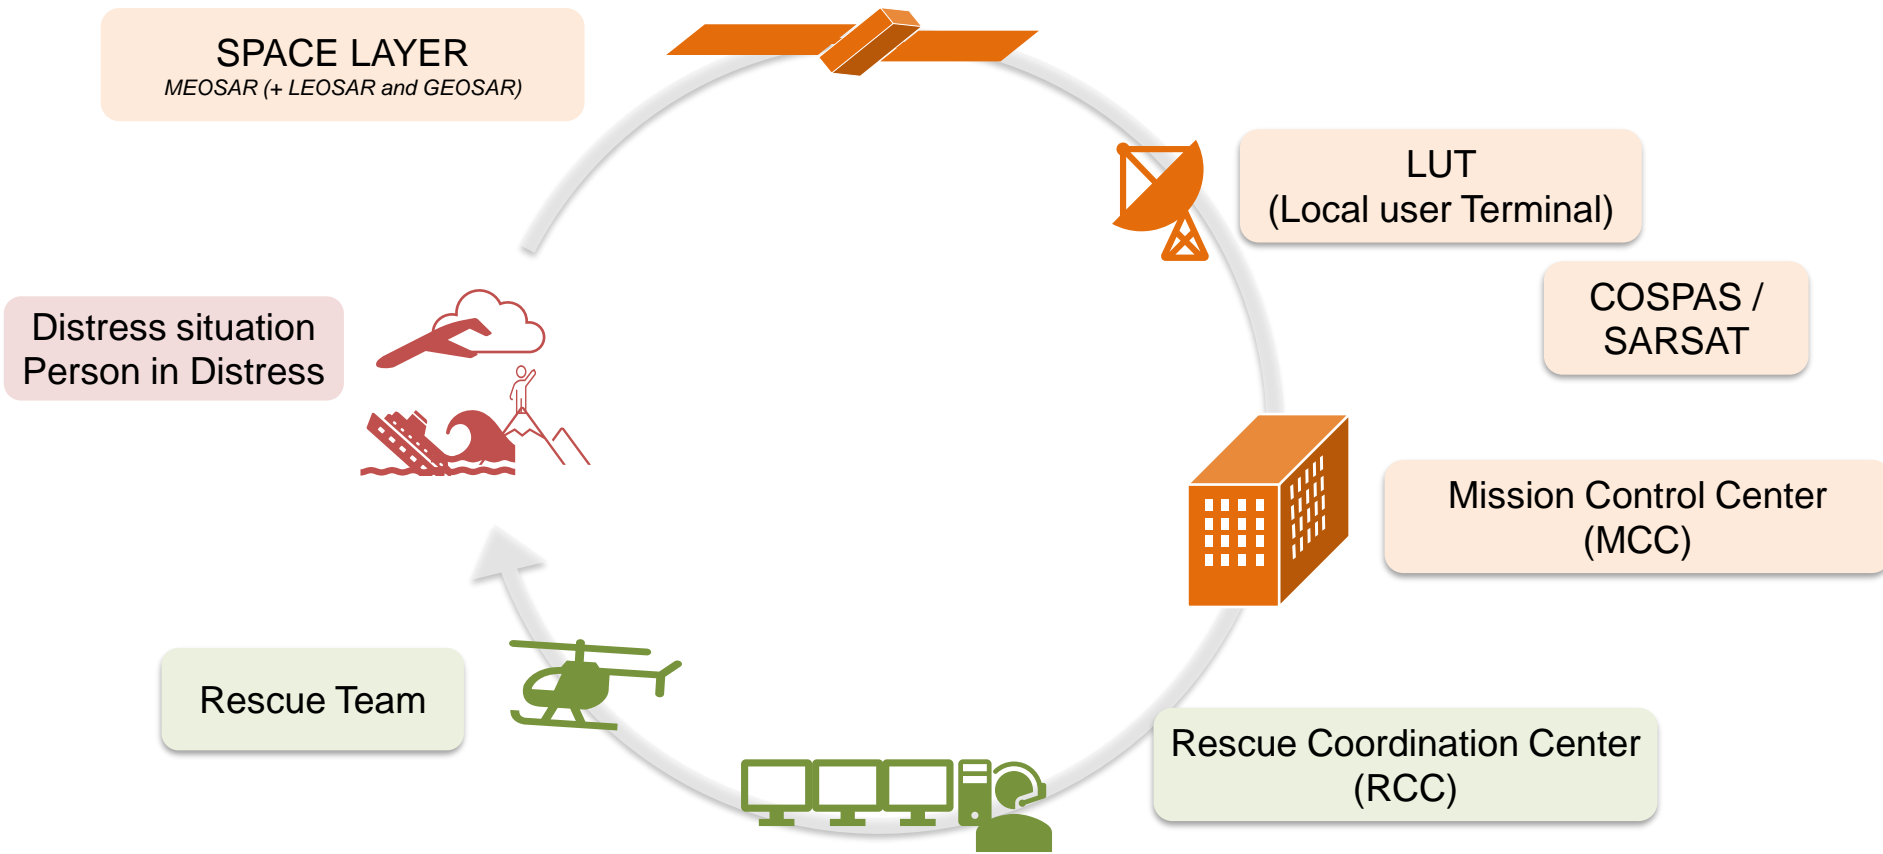 SPACE LAYER
MEOSAR (+ LEOSAR and GEOSAR)
LUT
(Local user Terminal)
COSPAS /
SARSAT
Distress situation
Person in Distress
Mission Control Center
(MCC)
Rescue Team
Rescue Coordination Center
(RCC)